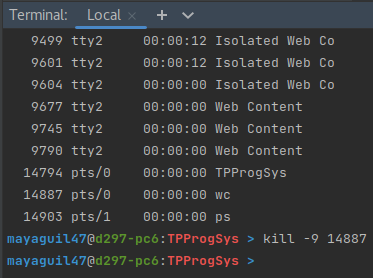 Terminal: Local × + ⌄
9499 tty2 00:00:12 Isolated Web Co
9601 tty2 00:00:12 Isolated Web Co
9604 tty2 00:00:00 Isolated Web Co
9677 tty2 00:00:00 Web Content
9745 tty2 00:00:00 Web Content
9790 tty2 00:00:00 Web Content
14794 pts/0 00:00:00 TPProgSys
14887 pts/0 00:00:00 wc
14903 pts/1 00:00:00 ps
mayaguil47@d297-pc6:TPProgSys > kill -9 14887
mayaguil47@d297-pc6:TPProgSys >